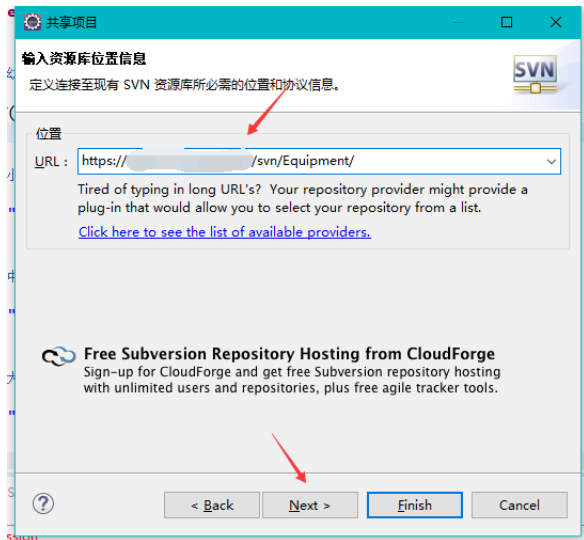 共享项目
输入资源库位置信息
定义连接至现有 SVN 资源库所必需的位置和协议信息。
SVN
位置
URL : https:// /svn/Equipment/
Tired of typing in long URL's? Your repository provider might provide a
plug-in that would allow you to select your repository from a list.
Click here to see the list of available providers.
Free Subversion Repository Hosting from CloudForge
Sign-up for CloudForge and get free Subversion repository hosting
with unlimited users and repositories, plus free agile tracker tools.
?
< Back
Next >
Finish
Cancel
ssion